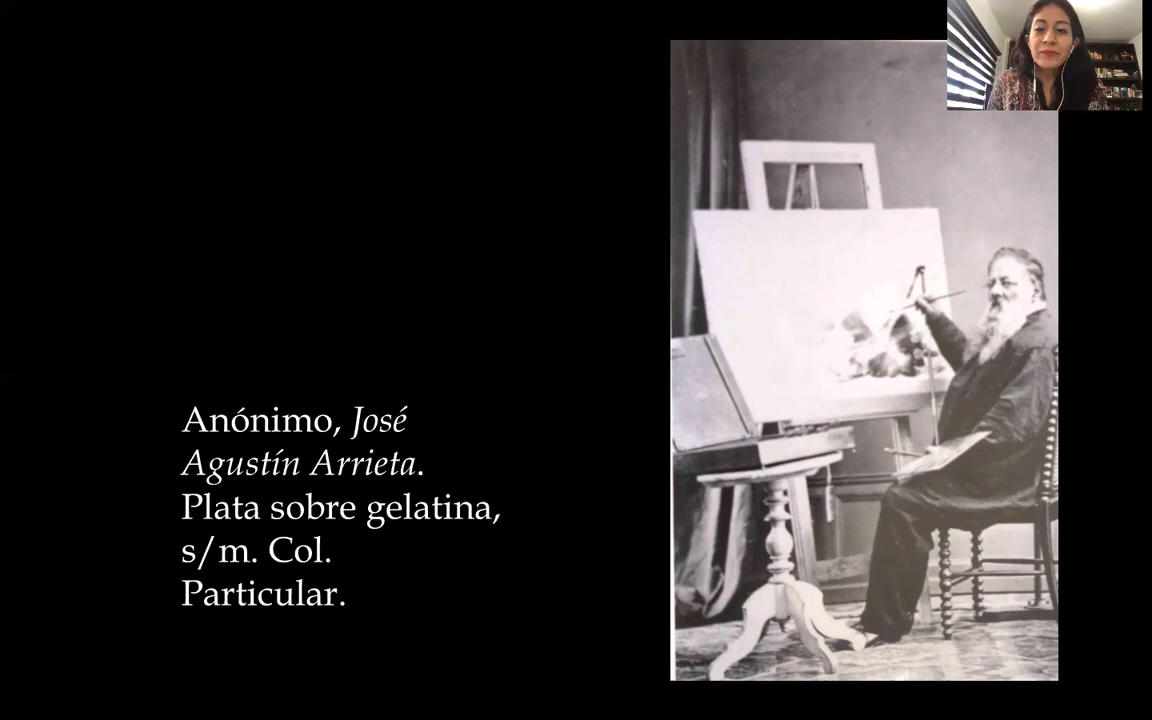 Anónimo, José
Agustín Arrieta.
Plata sobre gelatina,
s/m. Col.
Particular.